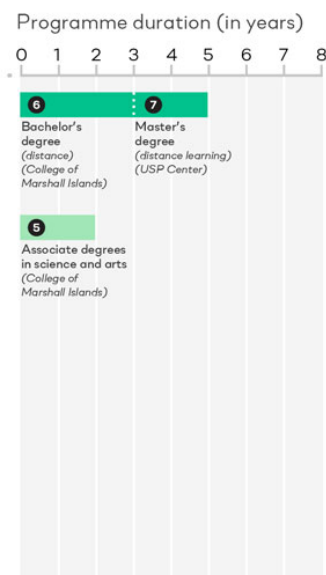 Programme duration (in years)
0 1 2 3 4 5 6 7 8
6 7
Bachelor's
degree
(distance)
(College of
Marshall Islands)
Master's
degree
(distance learning)
(USP Center)
5
Associate degrees
in science and arts
(College of
Marshall Islands)